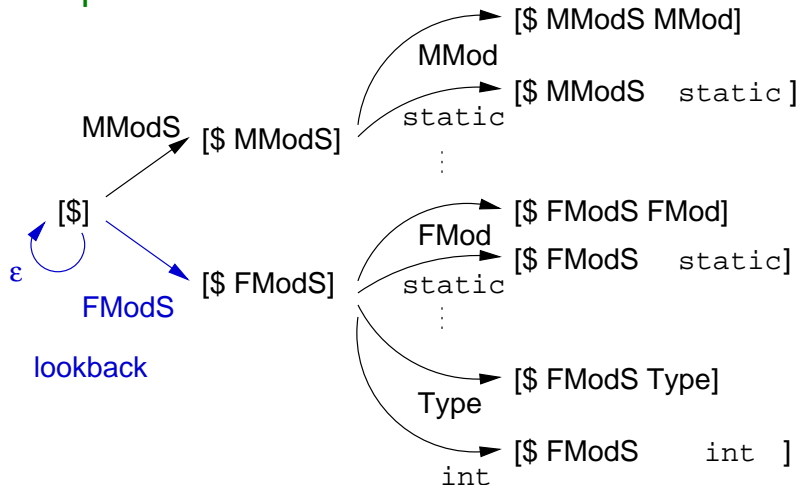 [$ MModS MMod]
MMod
[$ MModS static]
static
MModS
[$ MModS]
[$]
[$ FModS FMod]
FMod
[$ FModS static]
ε
[$ FModS]
static
FModS
lookback
[$ FModS Type]
Type
[$ FModS int ]
int